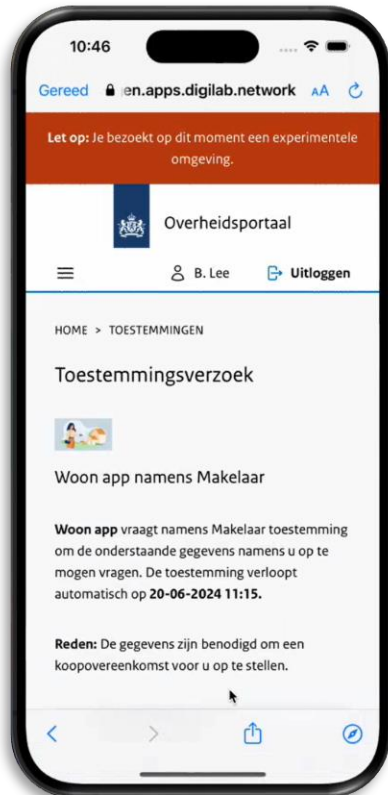 10:46
Gereed en.apps.digilab.network AA
Let op: Je bezoekt op dit moment een experimentele
omgeving.
Overheidsportaal
B. Lee Uitloggen
HOME > TOESTEMMINGEN
Toestemmingsverzoek
Woon app namens Makelaar
Woon app vraagt namens Makelaar toestemming
om de onderstaande gegevens namens u op te
mogen vragen. De toestemming verloopt
automatisch op 20-06-2024 11:15.
Reden: De gegevens zijn benodigd om een
koopovereenkomst voor u op te stellen.